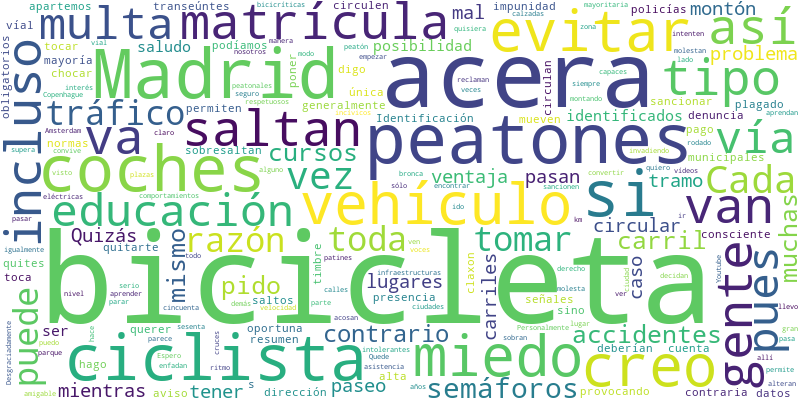 apartemos transeúntes bicicríticas circulen impunidad calzadas mayoritaria
vial multa matrícula mal policías evitar así
tocar saludo podíamos manera peatón quisiera zona intenten
obligatorios mayoría nosotros modo empezar posibilidad montón molestan lado
chocar interés vial poner digo Madrid acera problema
Copenhague peatonales seguro única reclaman circulan capaces tipo
incluso permiten respetuosos generalmente veces siempre sancionar
tráfico saltan Identificación mueven identificados denuncia plagado
Amsterdam claro va peatones montando aprendan
supera normas sobresaltan pago rodado vía
convive coches cursos vez ventaja pasan bronca invadiendo municipales
visto plazas alguno tramo convertir quiero vídeos Cada
eléctricas comportamientos sólo encontrar sancionen muchas
pasar educación vehículo si km ir van
Quizás quitarte razón toda timbre tomar circular consciente
igualmente todo patines ven voces claxon carril carriles
quites mismo pido lugares infraestructuras señales derecho ciudad decidan
toca nivel serio aprender parar calles presencia molesta caso Youtube
bicicleta gente pues
ser cincuenta sesenta saltos demás velocidad parte ciudades sino ver llevo
puede hace querer oportuna contrario acosan Personalmente lugar accidentes gran
Desgraciadamente puedo parece resumen intolerantes sobran deberían cuenta pasa
parque ciclista Espero enfadan cruces ritmo Quede miedo creo alli
mientras hago tener s asistencia alta semáforos permite
amigable aviso dirección paseo años provocando contraria datos alteran